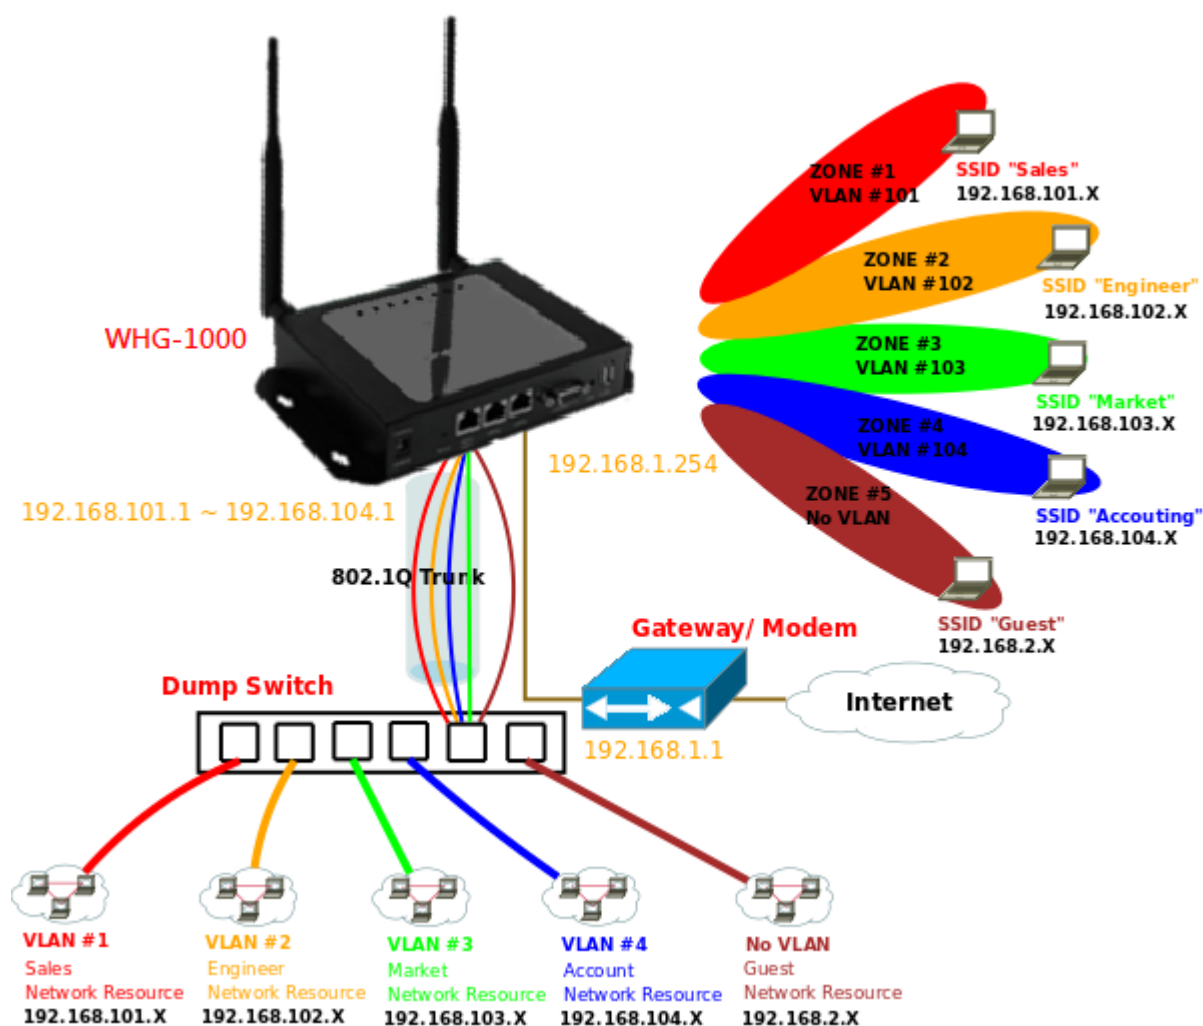 ZONE #1
VLAN #101
SSID "Sales"
192.168.101.X
ZONE #2
VLAN #102
SSID "Engineer"
192.168.102.X
WHG-1000
ZONE #3
VLAN #103
SSID "Market"
192.168.103.X
ZONE #4
VLAN #104
192.168.1.254
ZONE #5
No VLAN
SSID "Accouting"
192.168.104.X
192.168.101.1 ~ 192.168.104.1
802.1Q Trunk
SSID "Guest"
192.168.2.X
Gateway/ Modem
Dump Switch
Internet
192.168.1.1
VLAN #1
Sales
Network Resource
192.168.101.X
VLAN #2
Engineer
Network Resource
192.168.102.X
VLAN #3
Market
Network Resource
192.168.103.X
VLAN #4
Account
Network Resource
192.168.104.X
No VLAN
Guest
Network Resource
192.168.2.X